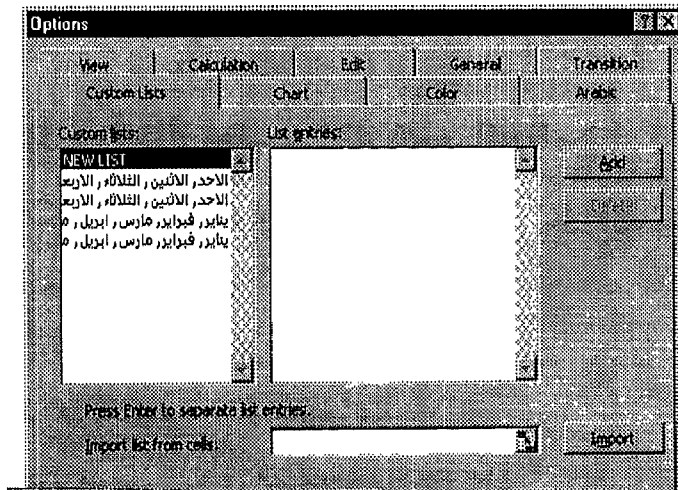 Options
View Calculation Edit General Transition
Custom Lists Chart Color Arabic
Custom lists: List entries:
NEW LIST
الاحد, الاثنين, الثلاثاء, الاربعا
الاحد, الاثنين, الثلاثاء, الاربعا
يناير, فبراير, مارس, ابريل, م
يناير, فبراير, مارس, ابريل, م
Add
Delete
Press Enter to separate list entries.
Import list from cells:
Import